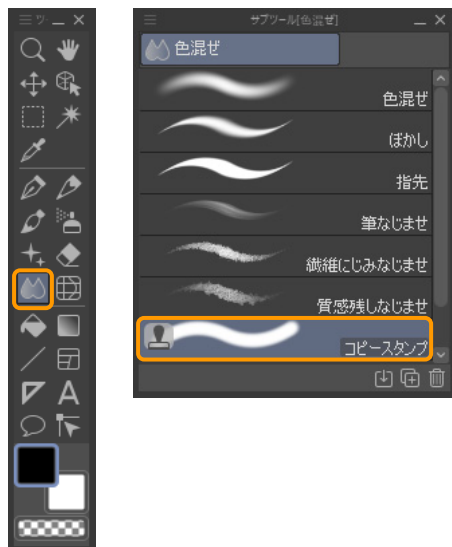 ツー
サブツール[色混ぜ]
色混ぜ
色混ぜ
ぼかし
指先
筆なじませ
繊維にじみなじませ
質感残しなじませ
コピースタンプ
A